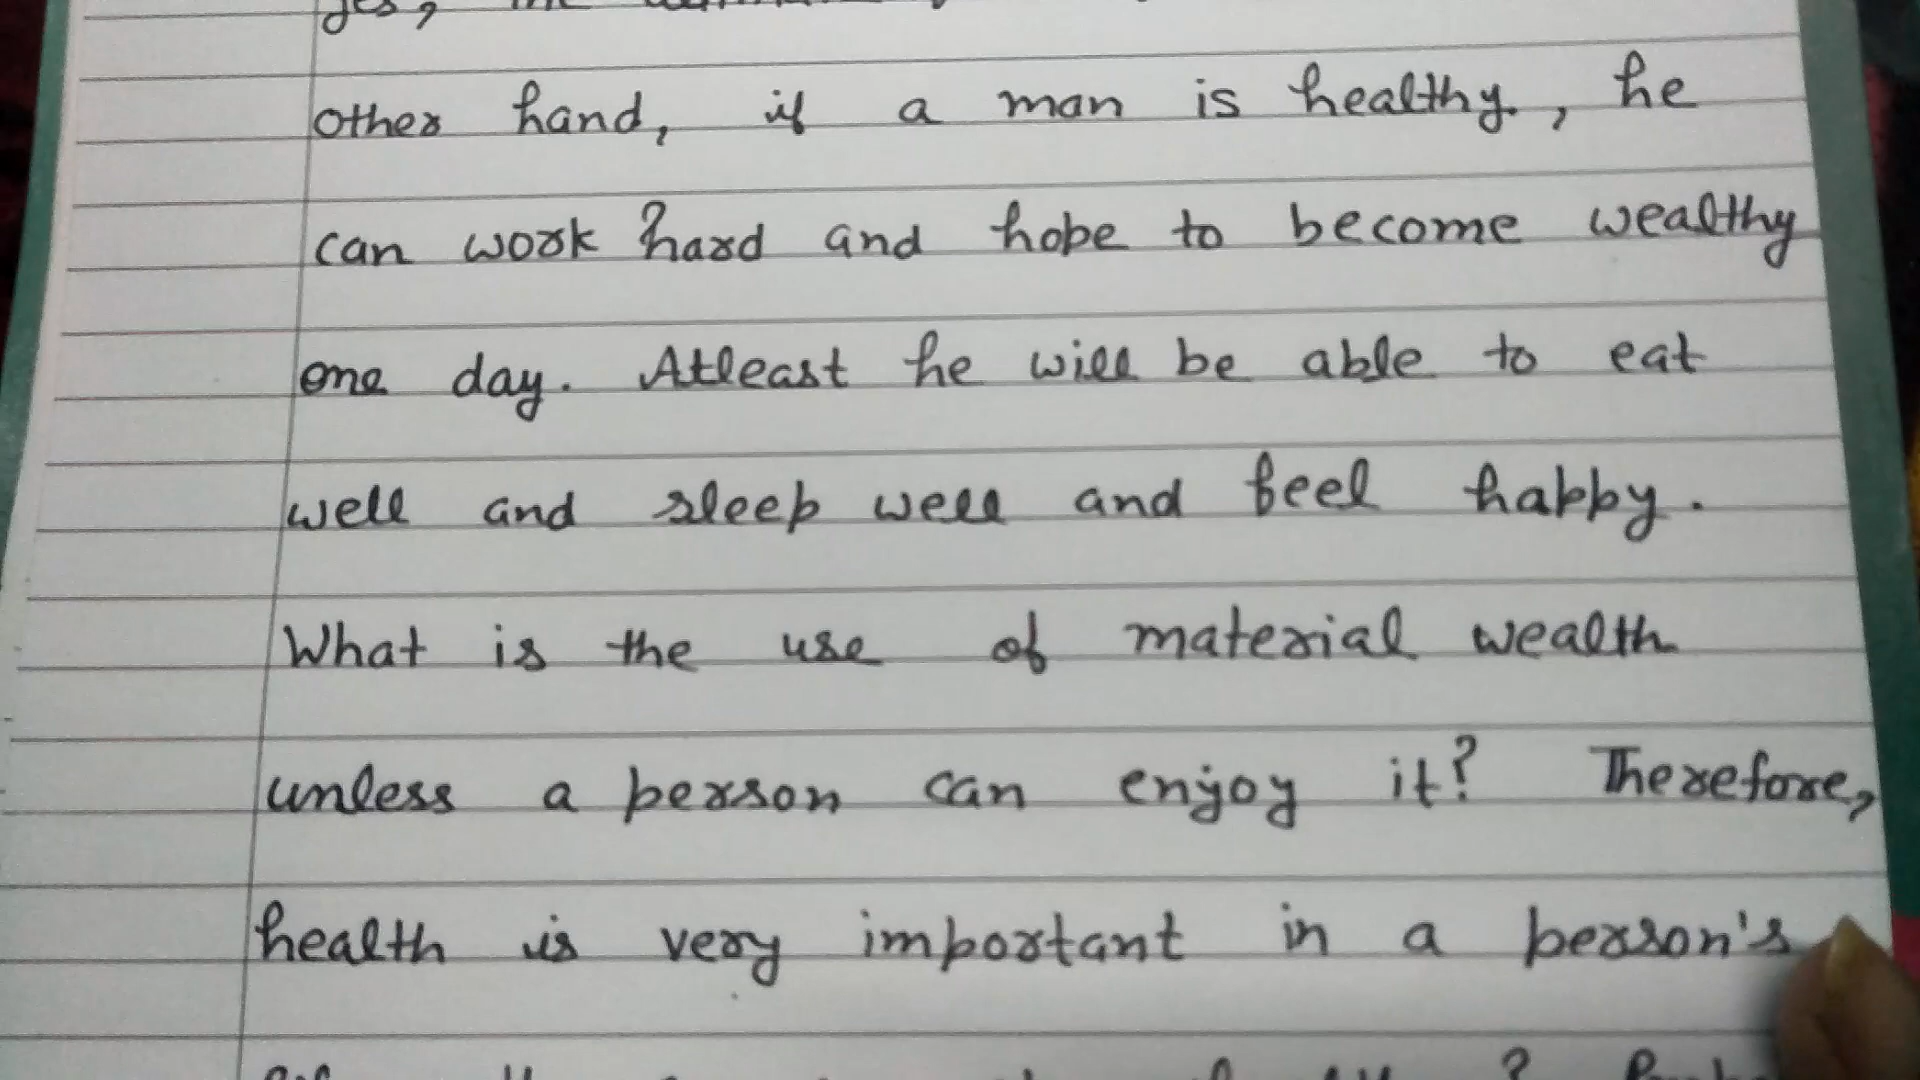 other hand, if a man is healthy, he
can work hard and hope to become wealthy
one day. Atleast he will be able to eat
well and sleep well and feel happy.
What is the use of material wealth
unless a person can enjoy it? Therefore,
health is very important in a person's